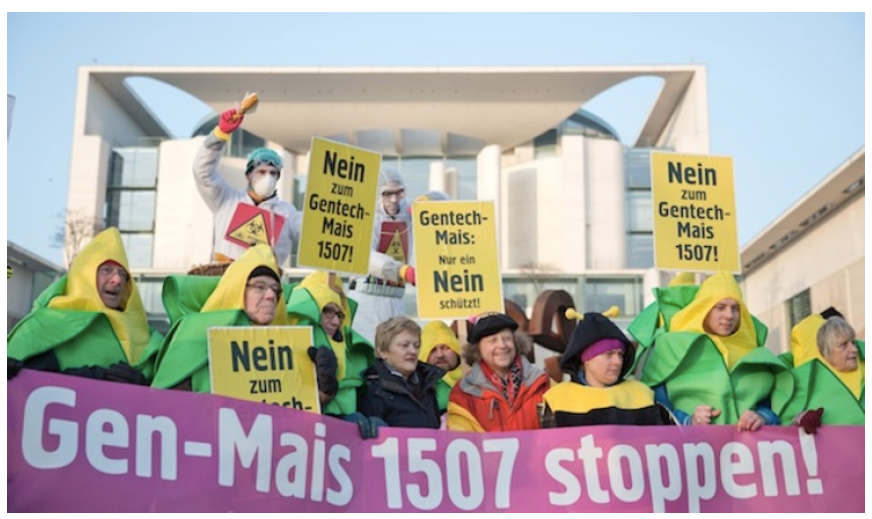 Nein
zum
Gentech-
Mais
1507!
Gentech-
Mais:
Nur ein
Nein
schützt!
Nein
zum
Gentech-
Mais
1507!
Nein
zum
tech-
Gen-Mais 1507 stoppen!